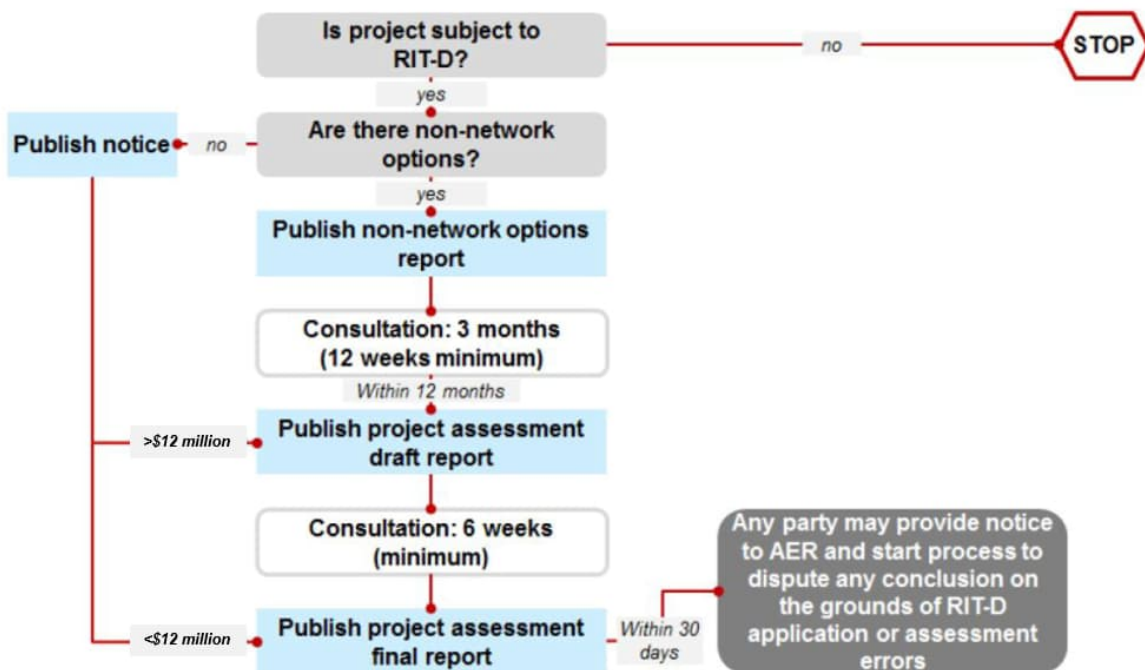 Is project subject to
RIT-D?
no
STOP
yes
Publish notice
no
Are there non-network
options?
yes
Publish non-network options
report
Consultation: 3 months
(12 weeks minimum)
Within 12 months
>$12 million
Publish project assessment
draft report
Consultation: 6 weeks
(minimum)
Any party may provide notice
to AER and start process to
dispute any conclusion on
the grounds of RIT-D
application or assessment
errors
<$12 million
Publish project assessment
final report
Within 30
days